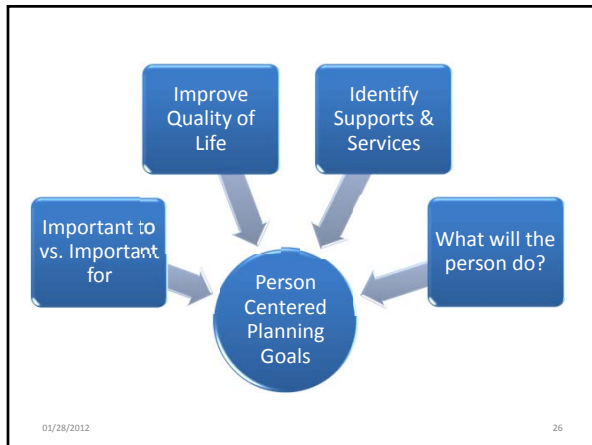 Improve
Quality of
Life
Identify
Supports &
Services
Important to
vs. Important
for
What will the
person do?
Person
Centered
Planning
Goals
01/28/2012
26